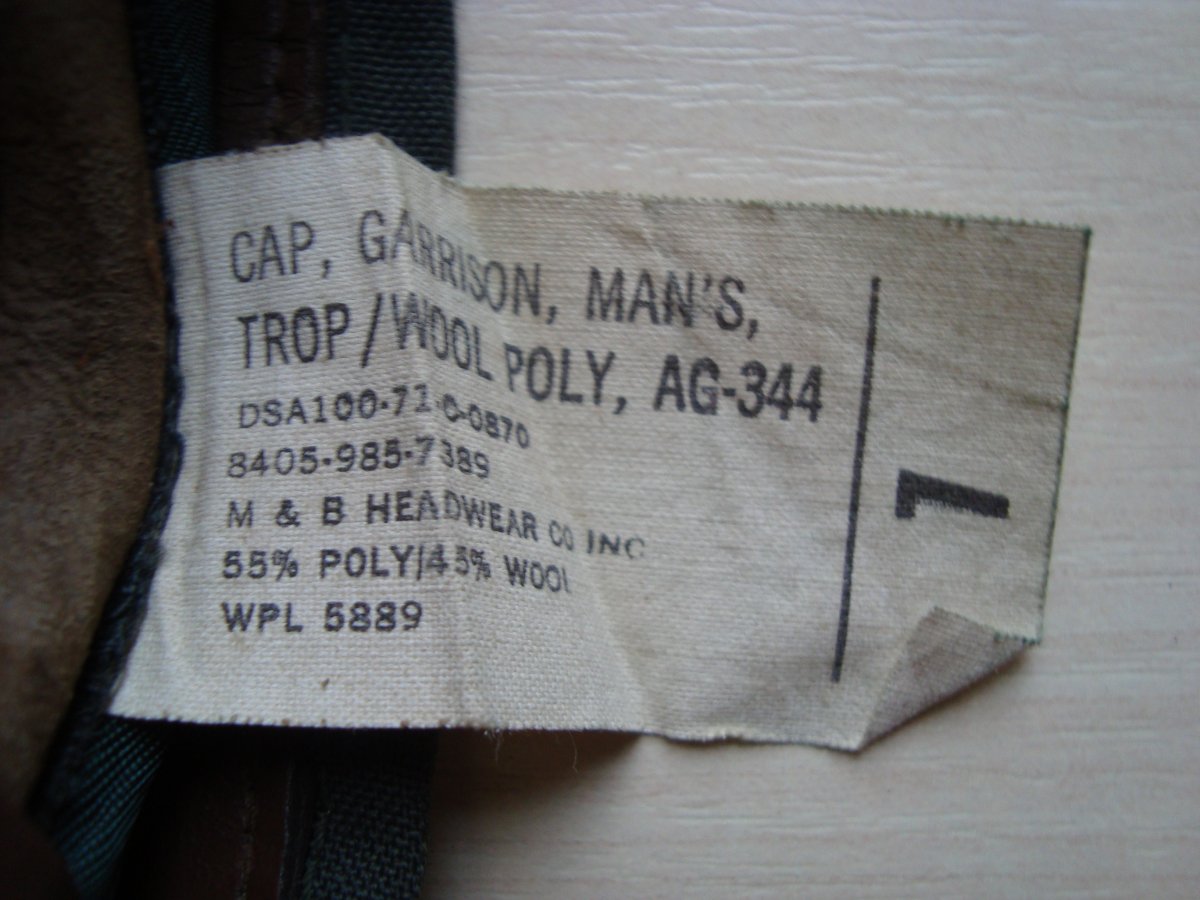 CAP, GARRISON, MAN'S,
TROP/WOOL POLY, AG-344
DSA100-72-C-0870
8405-985-7389
M & B HEADWEAR CO INC
55% POLY/45% WOOL
WPL 5889
1